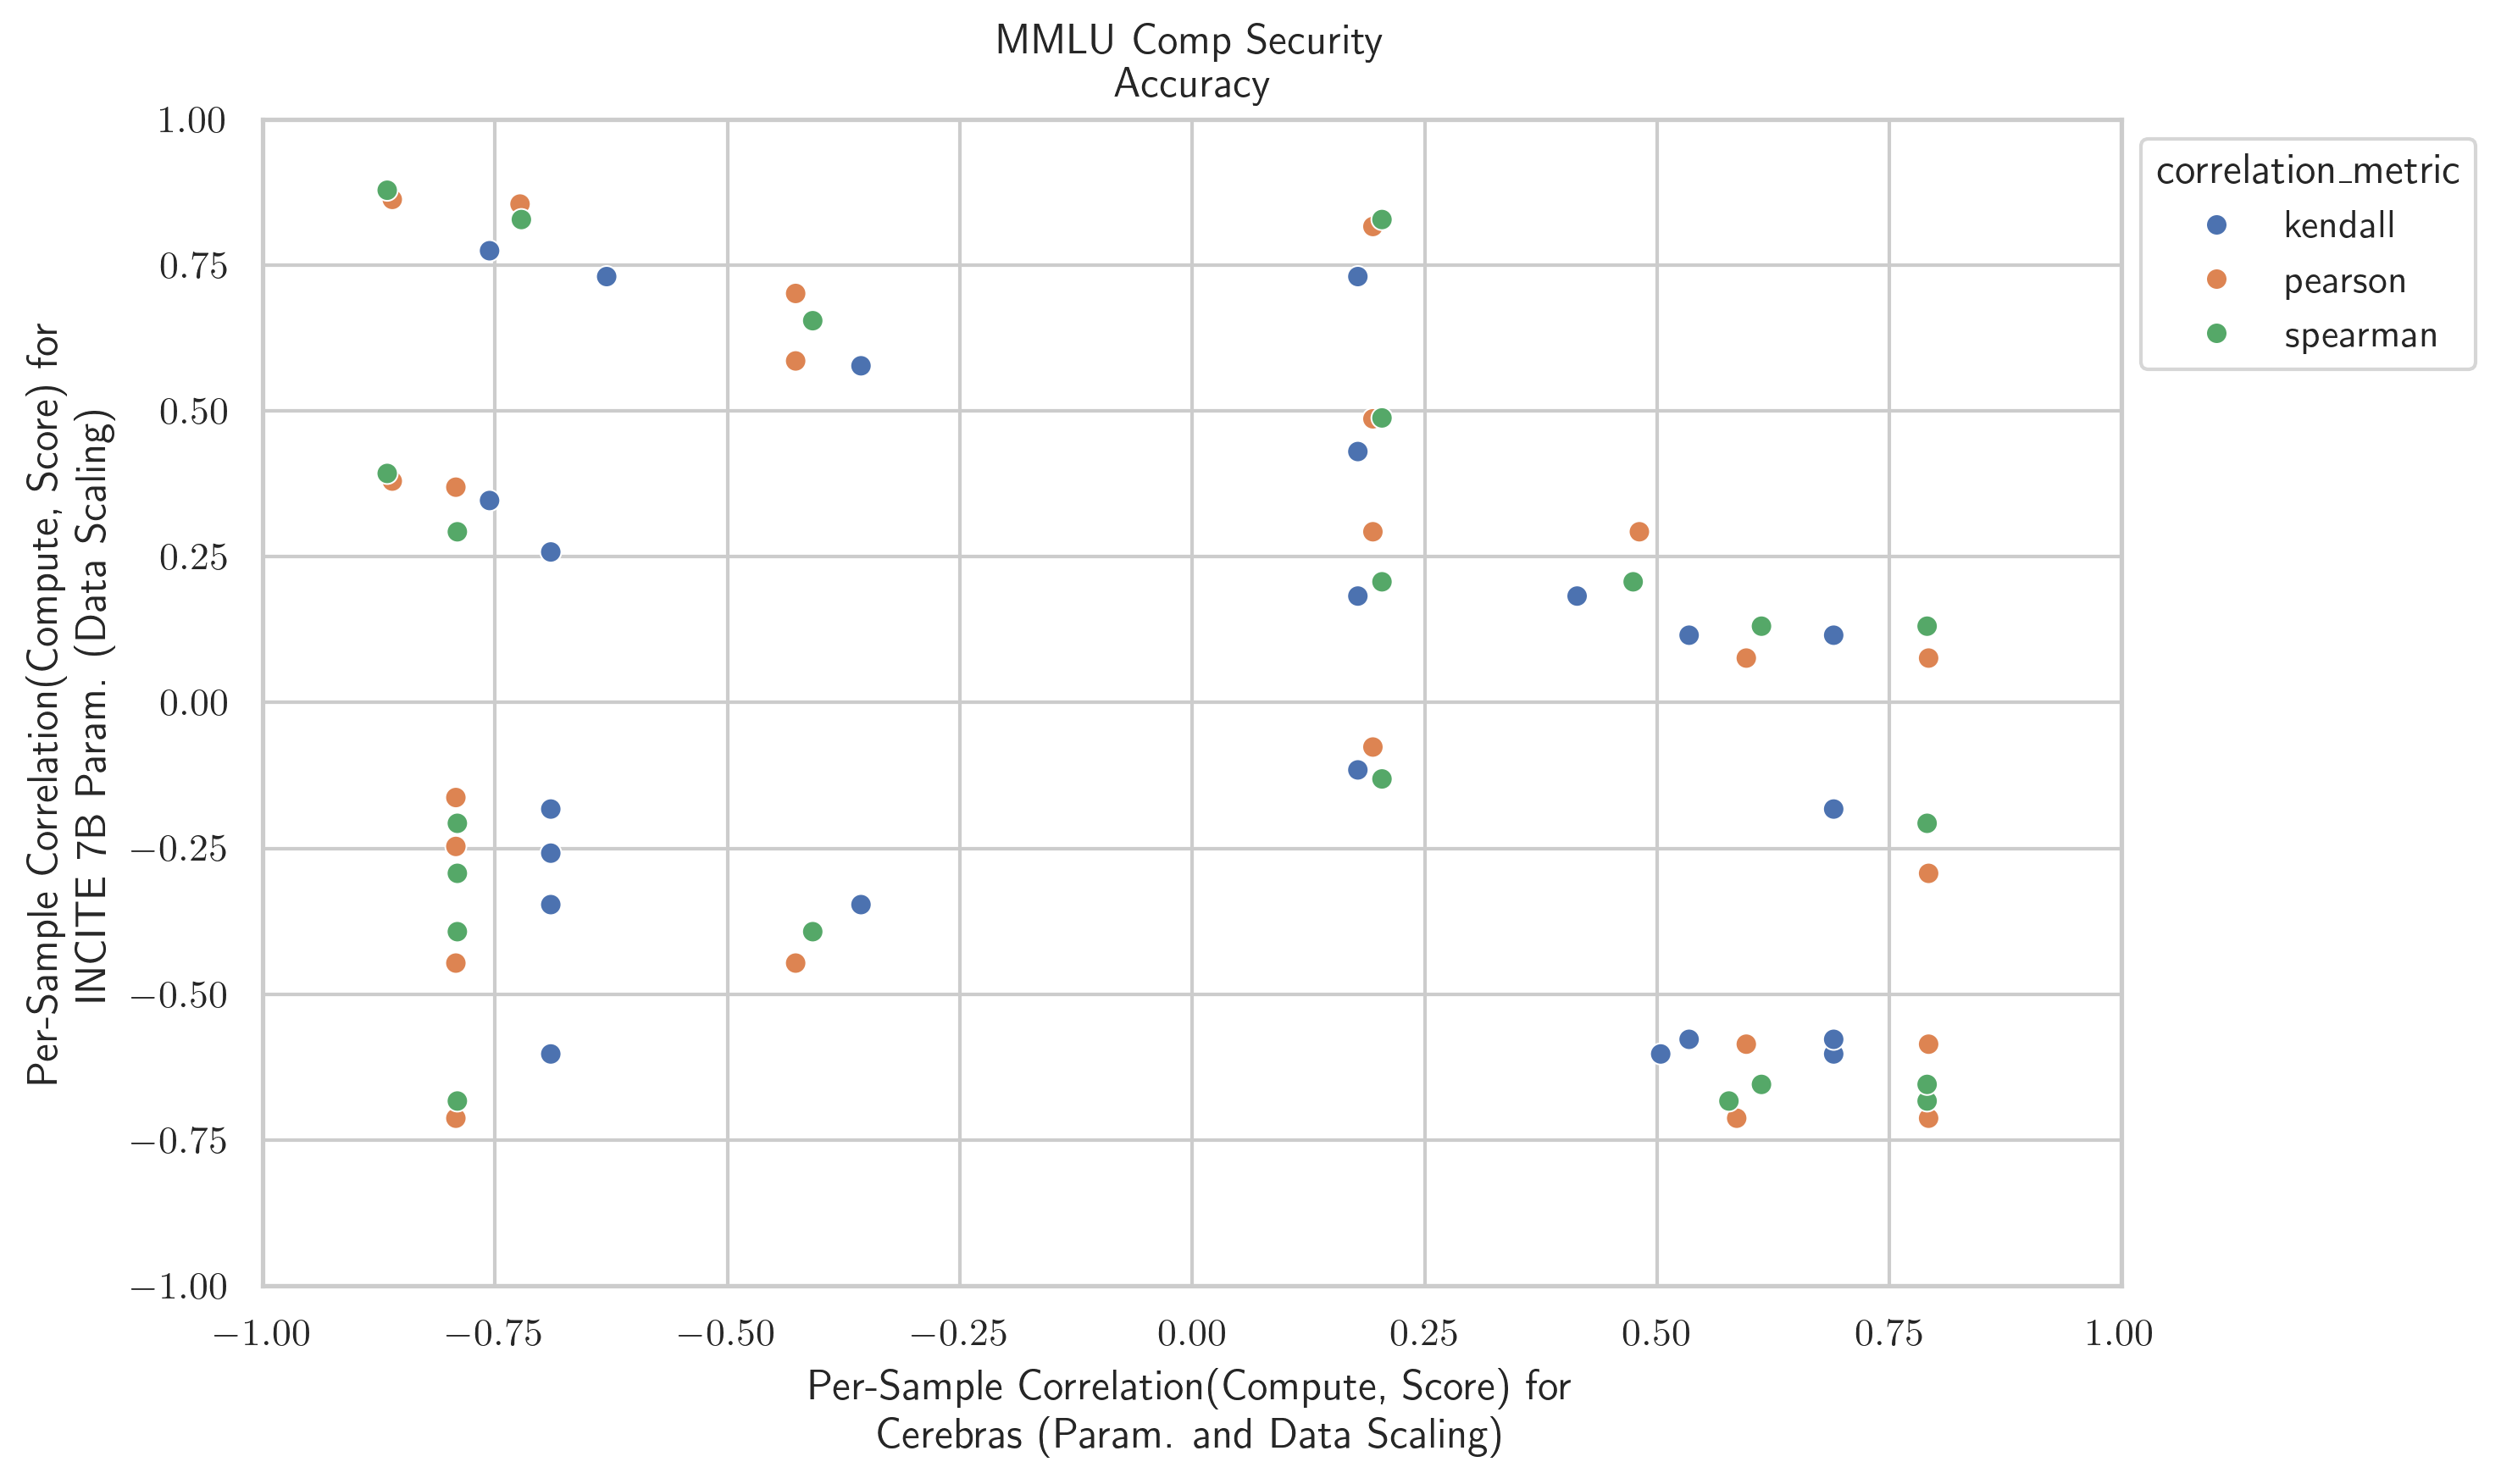 MMLU Comp Security
Accuracy
Per-Sample Correlation(Compute, Score) for
INCITE 7B Param. (Data Scaling)
1.00
0.75
0.50
0.25
0.00
−0.25
−0.50
−0.75
−1.00
−1.00 −0.75 −0.50 −0.25 0.00 0.25 0.50 0.75 1.00
Per-Sample Correlation(Compute, Score) for
Cerebras (Param. and Data Scaling)
correlation_metric
kendall
pearson
spearman